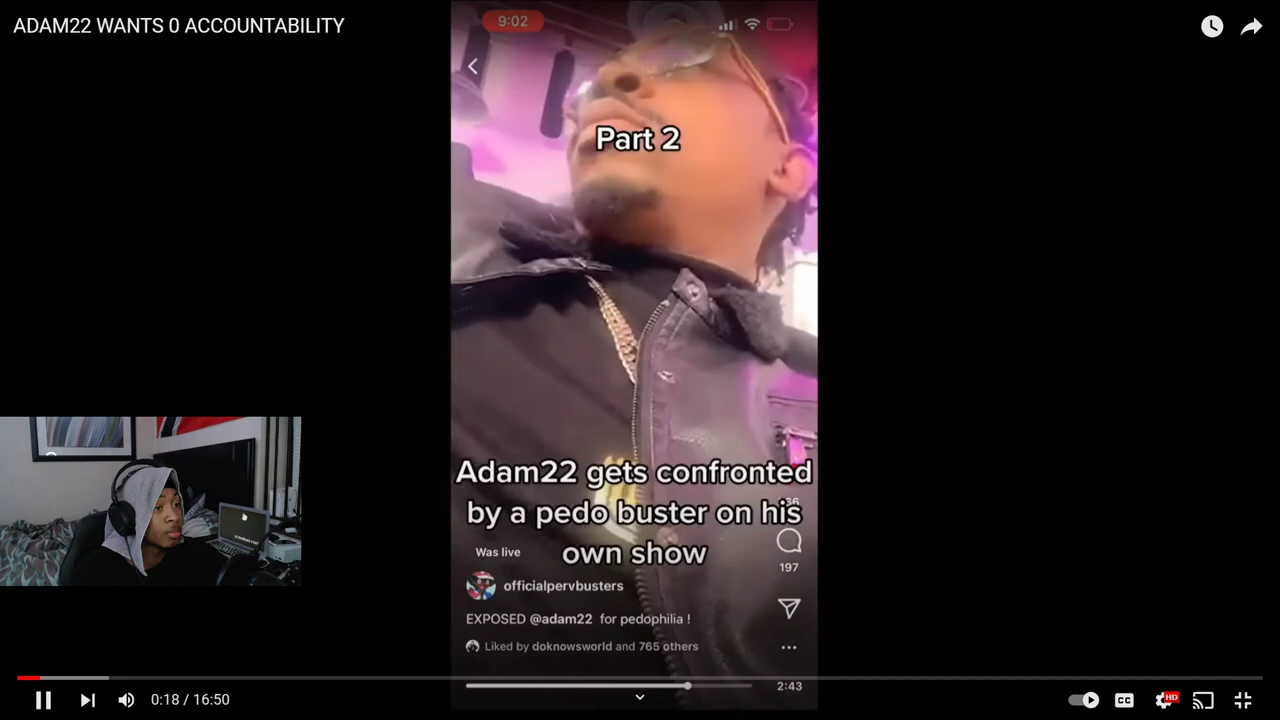 ADAM22 WANTS 0 ACCOUNTABILITY
9:02
Part 2
Adam22 gets confronted
by a pedo buster on his
own show
197
Was live
officialpervbusters
EXPOSED @adam22 for pedophilia !
Liked by doknowsworld and 765 others
2:43
0:18 / 16:50
CC
HD